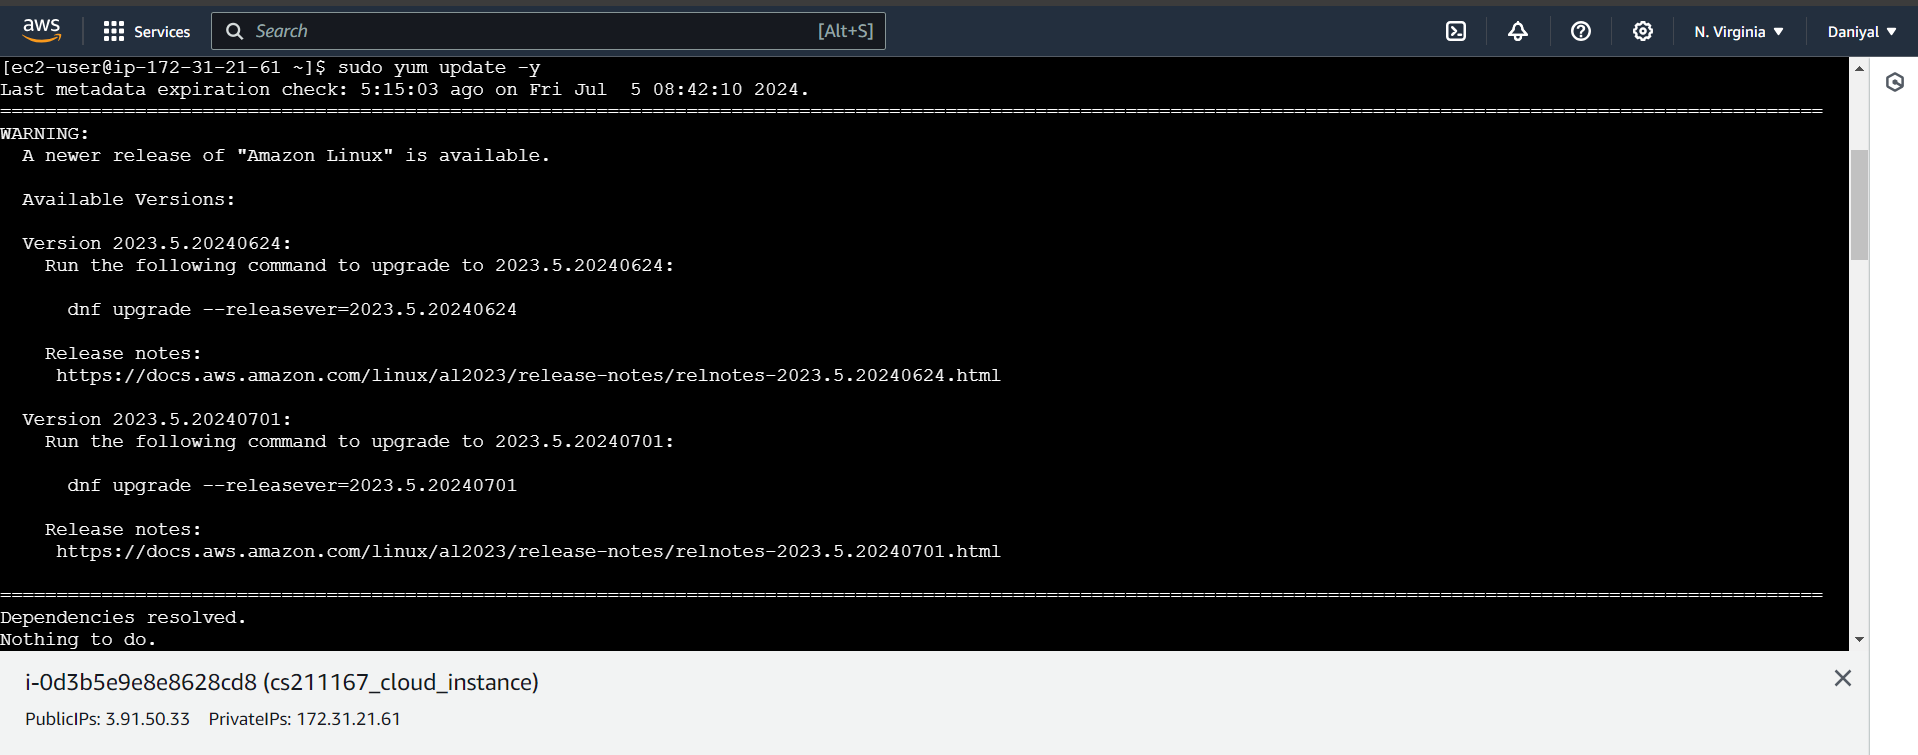 aws Services Search [Alt+S] N. Virginia Daniyal
[ec2-user@ip-172-31-21-61 ~]$ sudo yum update -y
Last metadata expiration check: 5:15:03 ago on Fri Jul  5 08:42:10 2024.
==================================================================================================================================================================
WARNING:
  A newer release of "Amazon Linux" is available.

  Available Versions:

  Version 2023.5.20240624:
    Run the following command to upgrade to 2023.5.20240624:

      dnf upgrade --releasever=2023.5.20240624

    Release notes:
     https://docs.aws.amazon.com/linux/al2023/release-notes/relnotes-2023.5.20240624.html

  Version 2023.5.20240701:
    Run the following command to upgrade to 2023.5.20240701:

      dnf upgrade --releasever=2023.5.20240701

    Release notes:
     https://docs.aws.amazon.com/linux/al2023/release-notes/relnotes-2023.5.20240701.html

==================================================================================================================================================================
Dependencies resolved.
Nothing to do.
i-0d3b5e9e8e8628cd8 (cs211167_cloud_instance)
PublicIPs: 3.91.50.33 PrivateIPs: 172.31.21.61